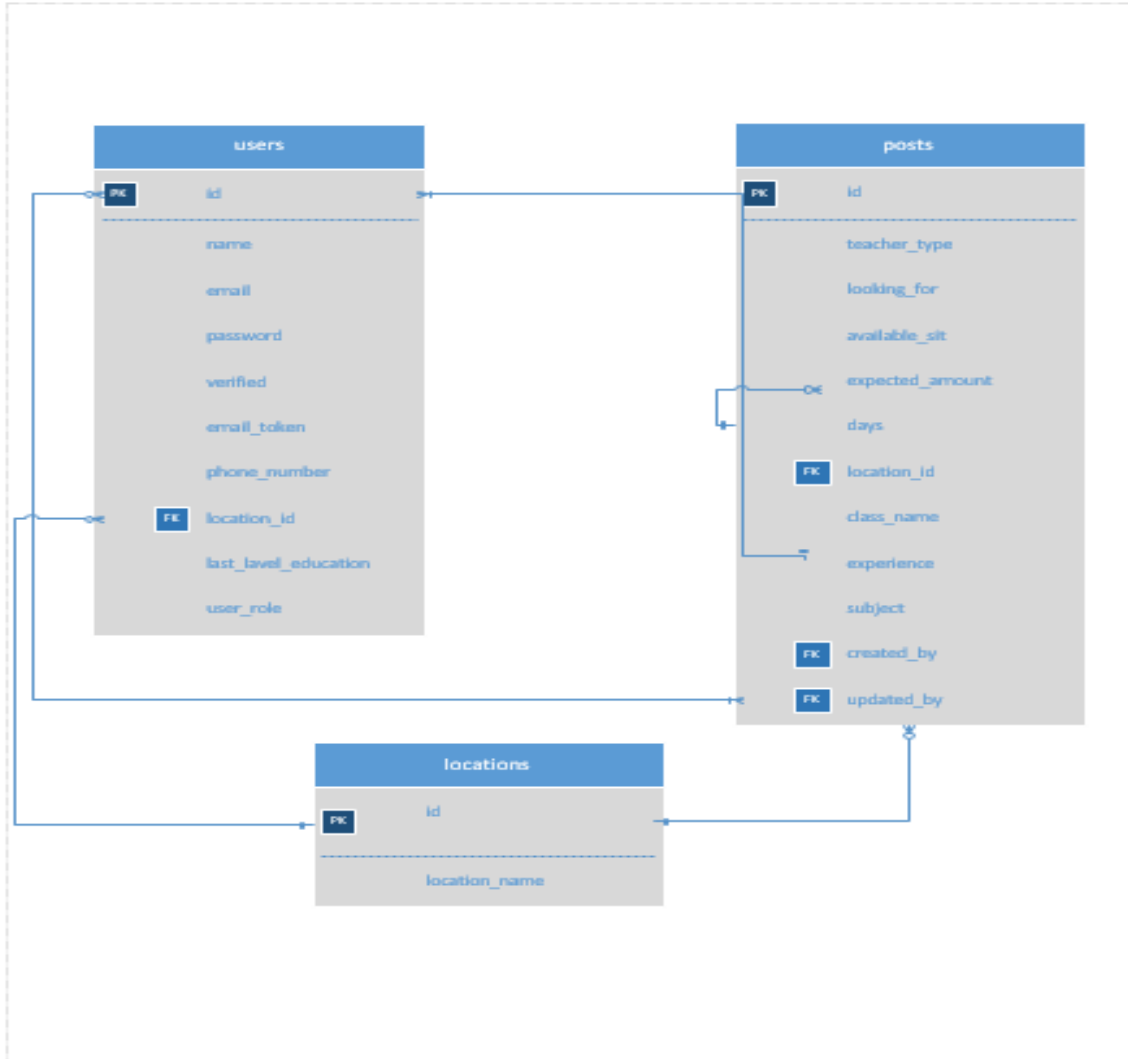 users
PK id
name
email
password
verified
email_token
phone_number
FK location_id
last_lavel_education
user_role
posts
PK id
teacher_type
looking_for
available_sit
expected_amount
days
FK location_id
class_name
experience
subject
FK created_by
FK updated_by
locations
PK id
location_name